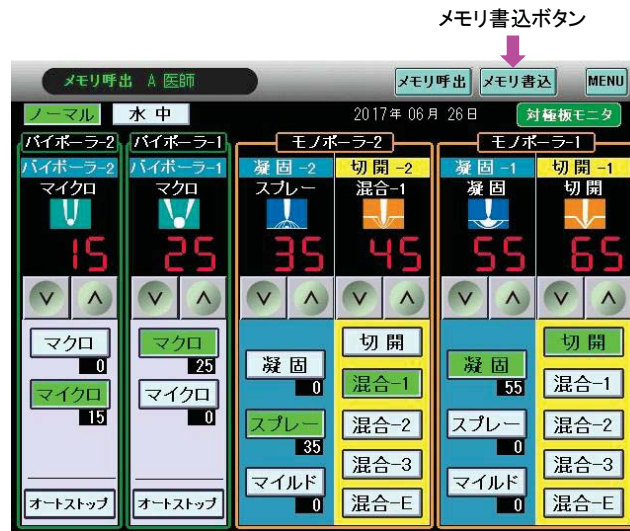 メモリ書込ボタン
メモリ呼出 A 医師 メモリ呼出 メモリ書込 MENU
ノーマル 水中 2017年 06月 26日 対極板モニタ
バイポーラ-2 バイポーラ-1 モノポーラ-2 モノポーラ-1
バイポーラ-2 バイポーラ-1 凝固-2 切開-2 凝固-1 切開-1
マイクロ マクロ スプレー 混合-1 凝固 切開
15 25 35 45 55 65
∨ ∧ ∨ ∧ ∨ ∧ ∨ ∧ ∨ ∧ ∨ ∧
マクロ
0
マイクロ
15
オートストップ
マクロ
25
マイクロ
0
オートストップ
凝固
0
スプレー
35
マイルド
0
切開
混合-1
混合-2
混合-3
混合-E
凝固
55
スプレー
0
マイルド
0
切開
混合-1
混合-2
混合-3
混合-E